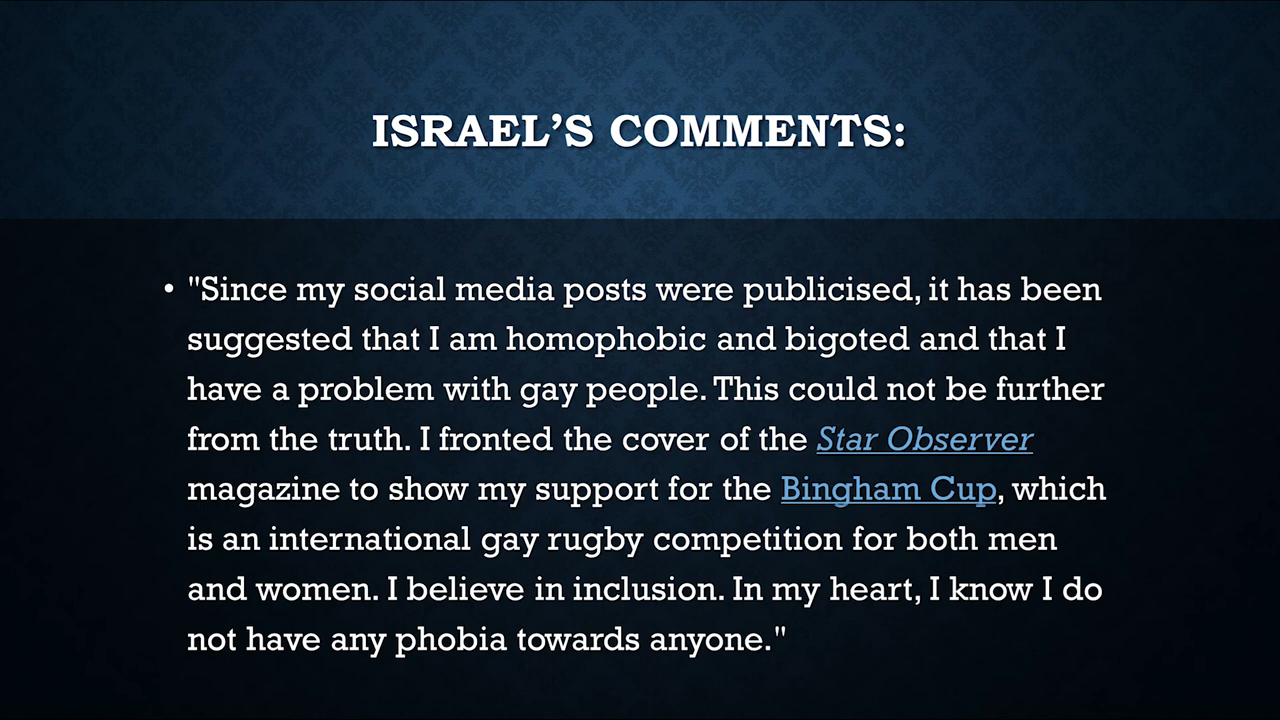 ISRAEL’S COMMENTS:
• "Since my social media posts were publicised, it has been
suggested that I am homophobic and bigoted and that I
have a problem with gay people. This could not be further
from the truth. I fronted the cover of the Star Observer
magazine to show my support for the Bingham Cup, which
is an international gay rugby competition for both men
and women. I believe in inclusion. In my heart, I know I do
not have any phobia towards anyone."